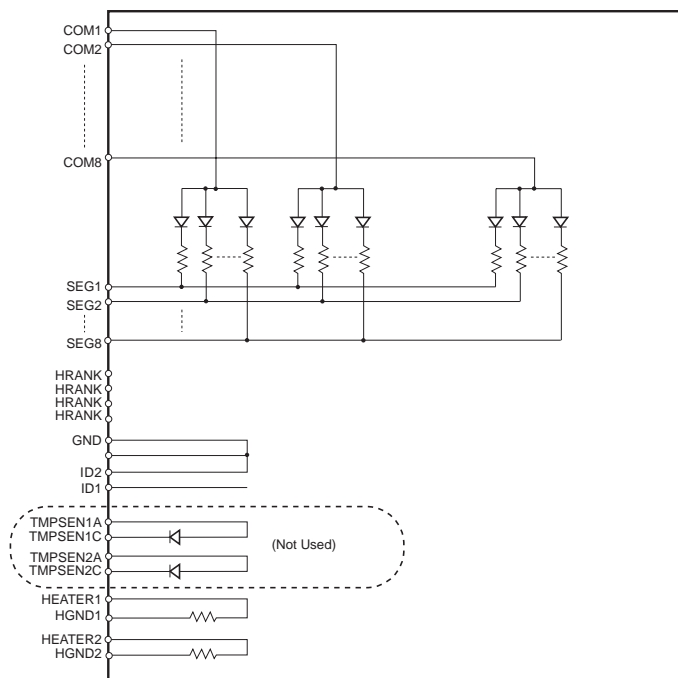 COM1
COM2
COM8
SEG1
SEG2
SEG8
HRANK
HRANK
HRANK
HRANK
GND
ID2
ID1
TMPSEN1A
TMPSEN1C
(Not Used)
TMPSEN2A
TMPSEN2C
HEATER1
HGND1
HEATER2
HGND2